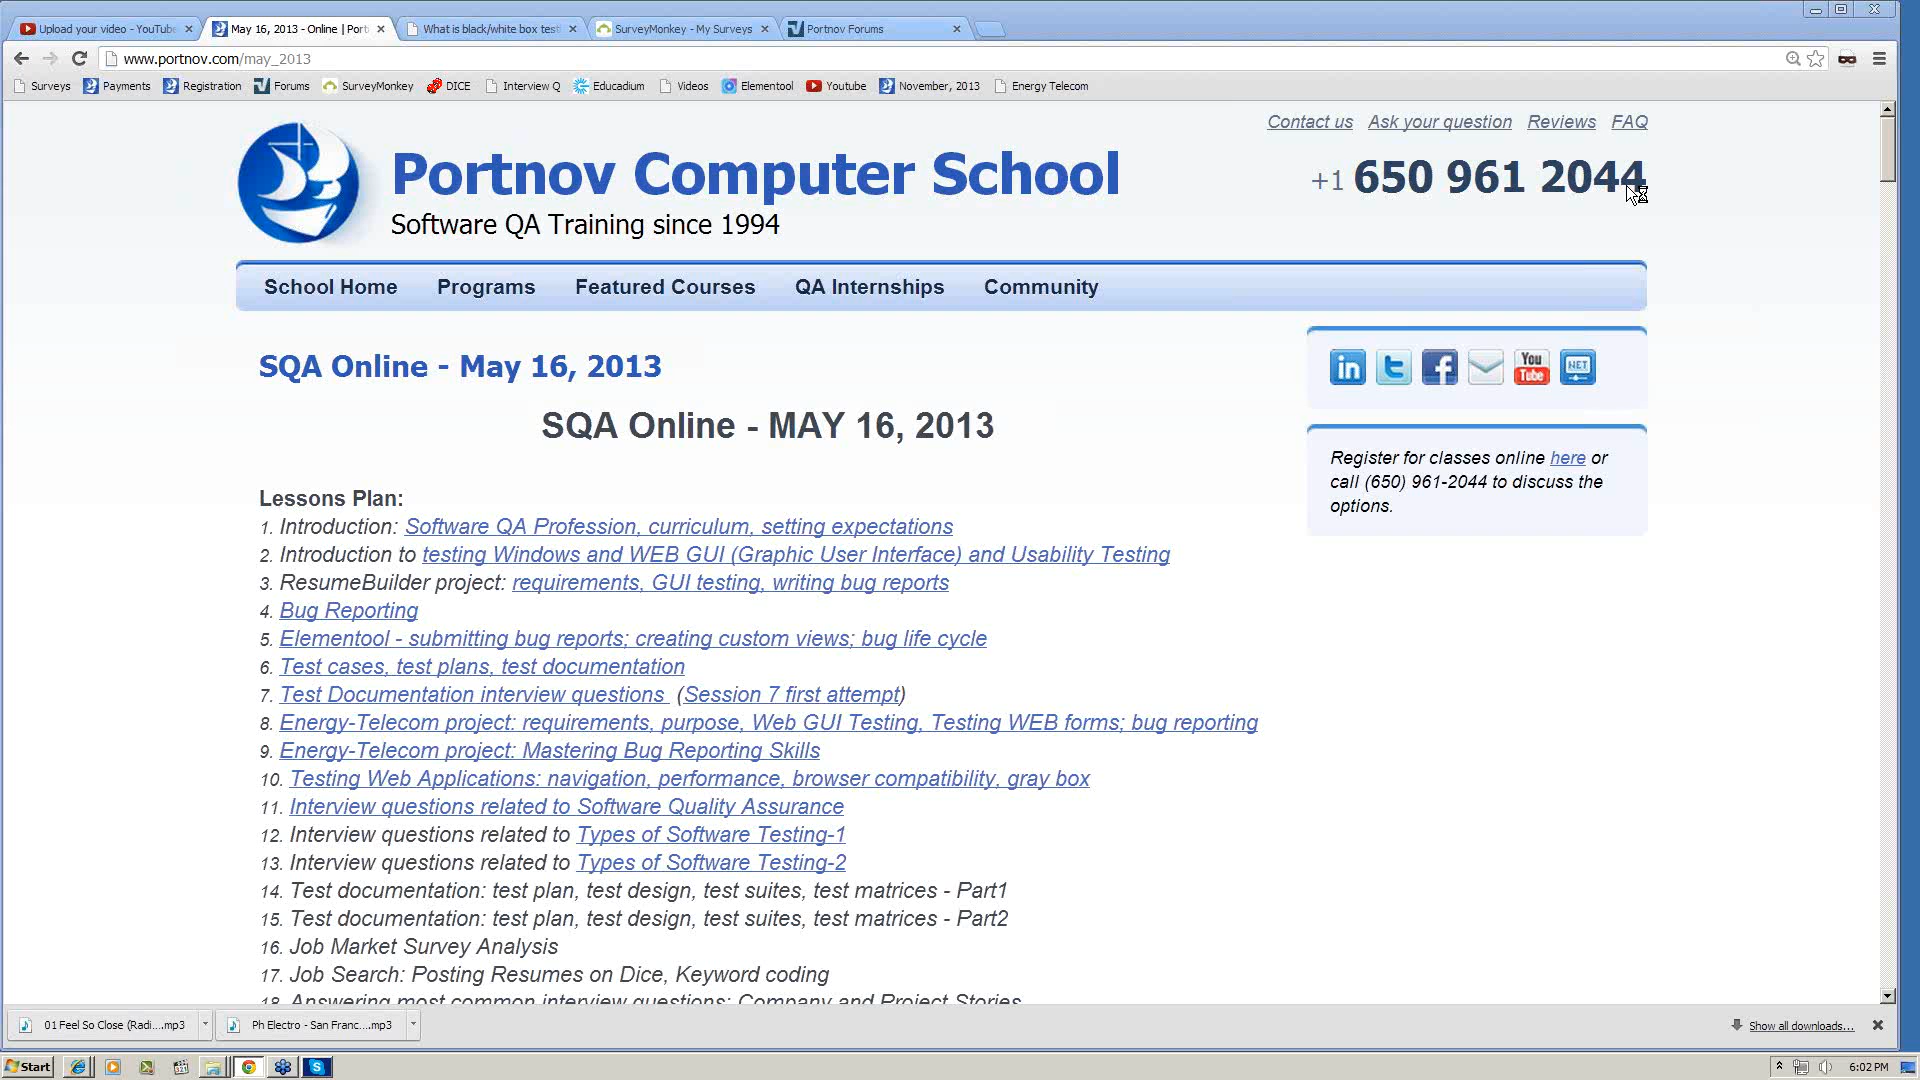 Upload your video - YouTube
May 16, 2013 - Online | Port
What is black/white box test
SurveyMonkey - My Surveys
Portnov Forums
www.portnov.com/may_2013
Surveys
Payments
Registration
Forums
SurveyMonkey
DICE
Interview Q
Educadium
Videos
Elementool
Youtube
November, 2013
Energy Telecom
Contact us
Ask your question
Reviews
FAQ
Portnov Computer School
Software QA Training since 1994
+1 650 961 2044
School Home
Programs
Featured Courses
QA Internships
Community
SQA Online - May 16, 2013
SQA Online - MAY 16, 2013
Lessons Plan:
1. Introduction: Software QA Profession, curriculum, setting expectations
2. Introduction to testing Windows and WEB GUI (Graphic User Interface) and Usability Testing
3. ResumeBuilder project: requirements, GUI testing, writing bug reports
4. Bug Reporting
5. Elementool - submitting bug reports; creating custom views; bug life cycle
6. Test cases, test plans, test documentation
7. Test Documentation interview questions (Session 7 first attempt)
8. Energy-Telecom project: requirements, purpose, Web GUI Testing, Testing WEB forms; bug reporting
9. Energy-Telecom project: Mastering Bug Reporting Skills
10. Testing Web Applications: navigation, performance, browser compatibility, gray box
11. Interview questions related to Software Quality Assurance
12. Interview questions related to Types of Software Testing-1
13. Interview questions related to Types of Software Testing-2
14. Test documentation: test plan, test design, test suites, test matrices - Part1
15. Test documentation: test plan, test design, test suites, test matrices - Part2
16. Job Market Survey Analysis
17. Job Search: Posting Resumes on Dice, Keyword coding
18. Answering most common interview questions: Company and Project Stories
in
You Tube
NET
Register for classes online here or
call (650) 961-2044 to discuss the
options.
01 Feel So Close (Radi....mp3
Ph Electro - San Franc....mp3
Show all downloads...
Start
6:02 PM